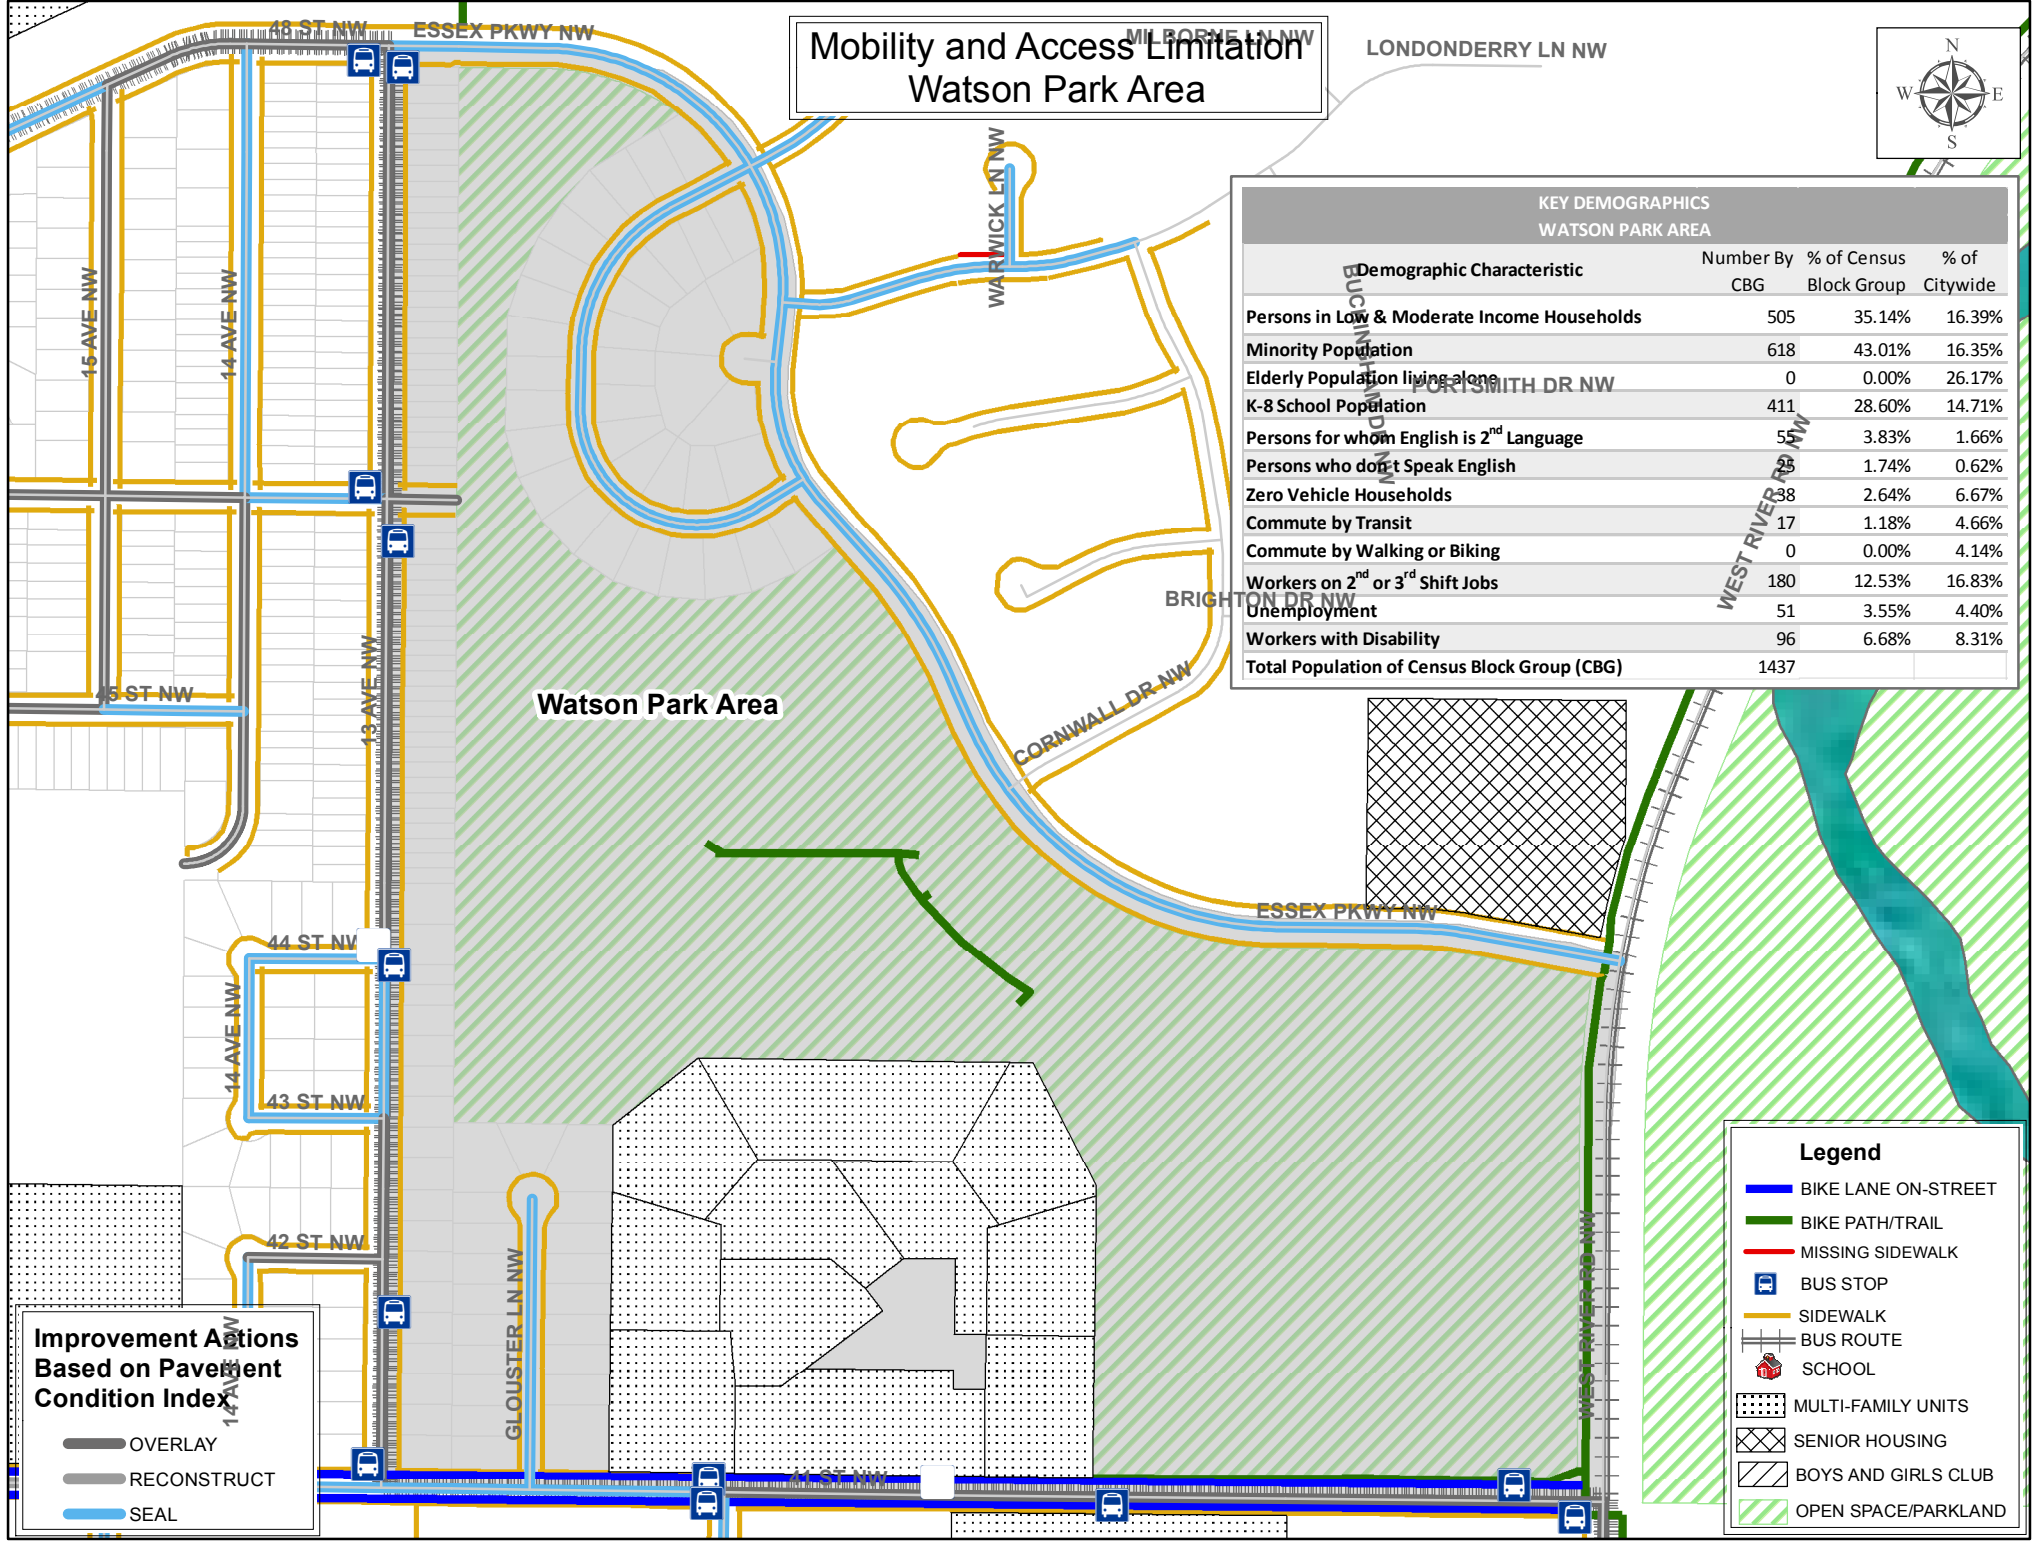 48 ST NW
ESSEX PKWY NW
MILBORNE LN NW
Mobility and Access Limitation
Watson Park Area
LONDONDERRY LN NW
N
W
E
S
WARWICK LN NW
15 AVE NW
14 AVE NW
KEY DEMOGRAPHICS
WATSON PARK AREA
Demographic Characteristic Number By CBG % of Census Block Group % of Citywide
Persons in Low & Moderate Income Households 505 35.14% 16.39%
Minority Population 618 43.01% 16.35%
Elderly Population living alone 0 0.00% 26.17%
K-8 School Population 411 28.60% 14.71%
Persons for whom English is 2nd Language 55 3.83% 1.66%
Persons who don't Speak English 25 1.74% 0.62%
Zero Vehicle Households 38 2.64% 6.67%
Commute by Transit 17 1.18% 4.66%
Commute by Walking or Biking 0 0.00% 4.14%
Workers on 2nd or 3rd Shift Jobs 180 12.53% 16.83%
Unemployment 51 3.55% 4.40%
Workers with Disability 96 6.68% 8.31%
Total Population of Census Block Group (CBG) 1437
BUCKINGHAM DR NW
PORTSMITH DR NW
WEST RIVER RD NW
BRIGHTON DR NW
CORNWALL DR NW
45 ST NW
13 AVE NW
Watson Park Area
ESSEX PKWY NW
44 ST NW
14 AVE NW
43 ST NW
42 ST NW
14 AVE NW
GLOUSTER LN NW
WEST RIVER RD NW
41 ST NW
Improvement Actions
Based on Pavement
Condition Index
OVERLAY
RECONSTRUCT
SEAL
Legend
BIKE LANE ON-STREET
BIKE PATH/TRAIL
MISSING SIDEWALK
BUS STOP
SIDEWALK
BUS ROUTE
SCHOOL
MULTI-FAMILY UNITS
SENIOR HOUSING
BOYS AND GIRLS CLUB
OPEN SPACE/PARKLAND